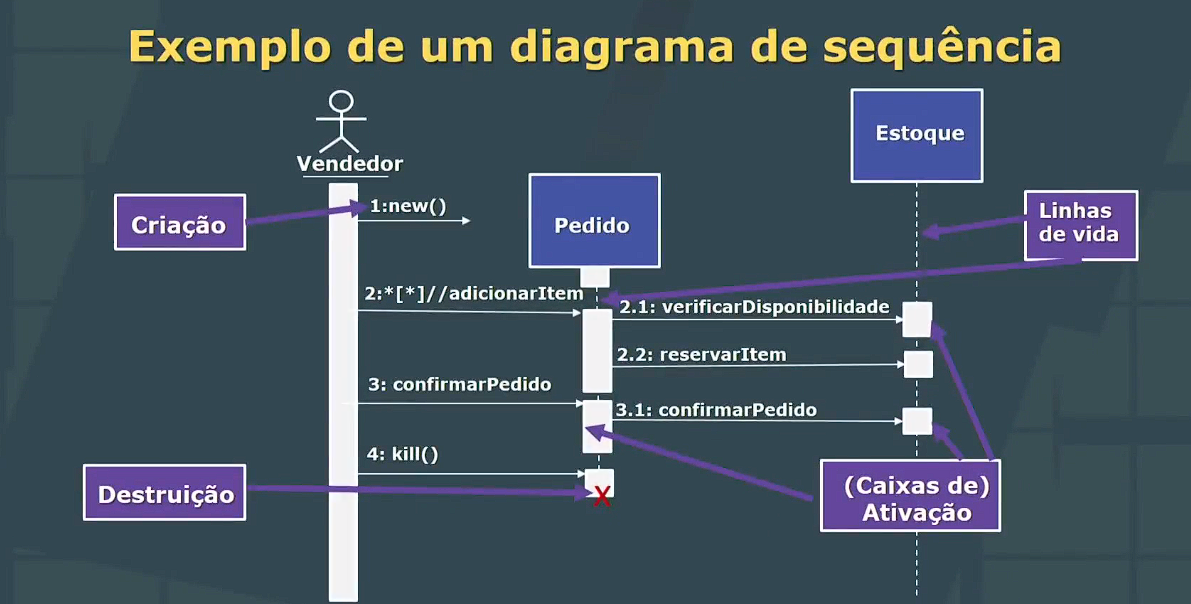 Exemplo de um diagrama de sequência
Vendedor
Estoque
Criação
1:new()
Pedido
Linhas
de vida
2:*[*]//adicionarItem
2.1: verificarDisponibilidade
2.2: reservarItem
3: confirmarPedido
3.1: confirmarPedido
4: kill()
Destruição
X
(Caixas de)
Ativação